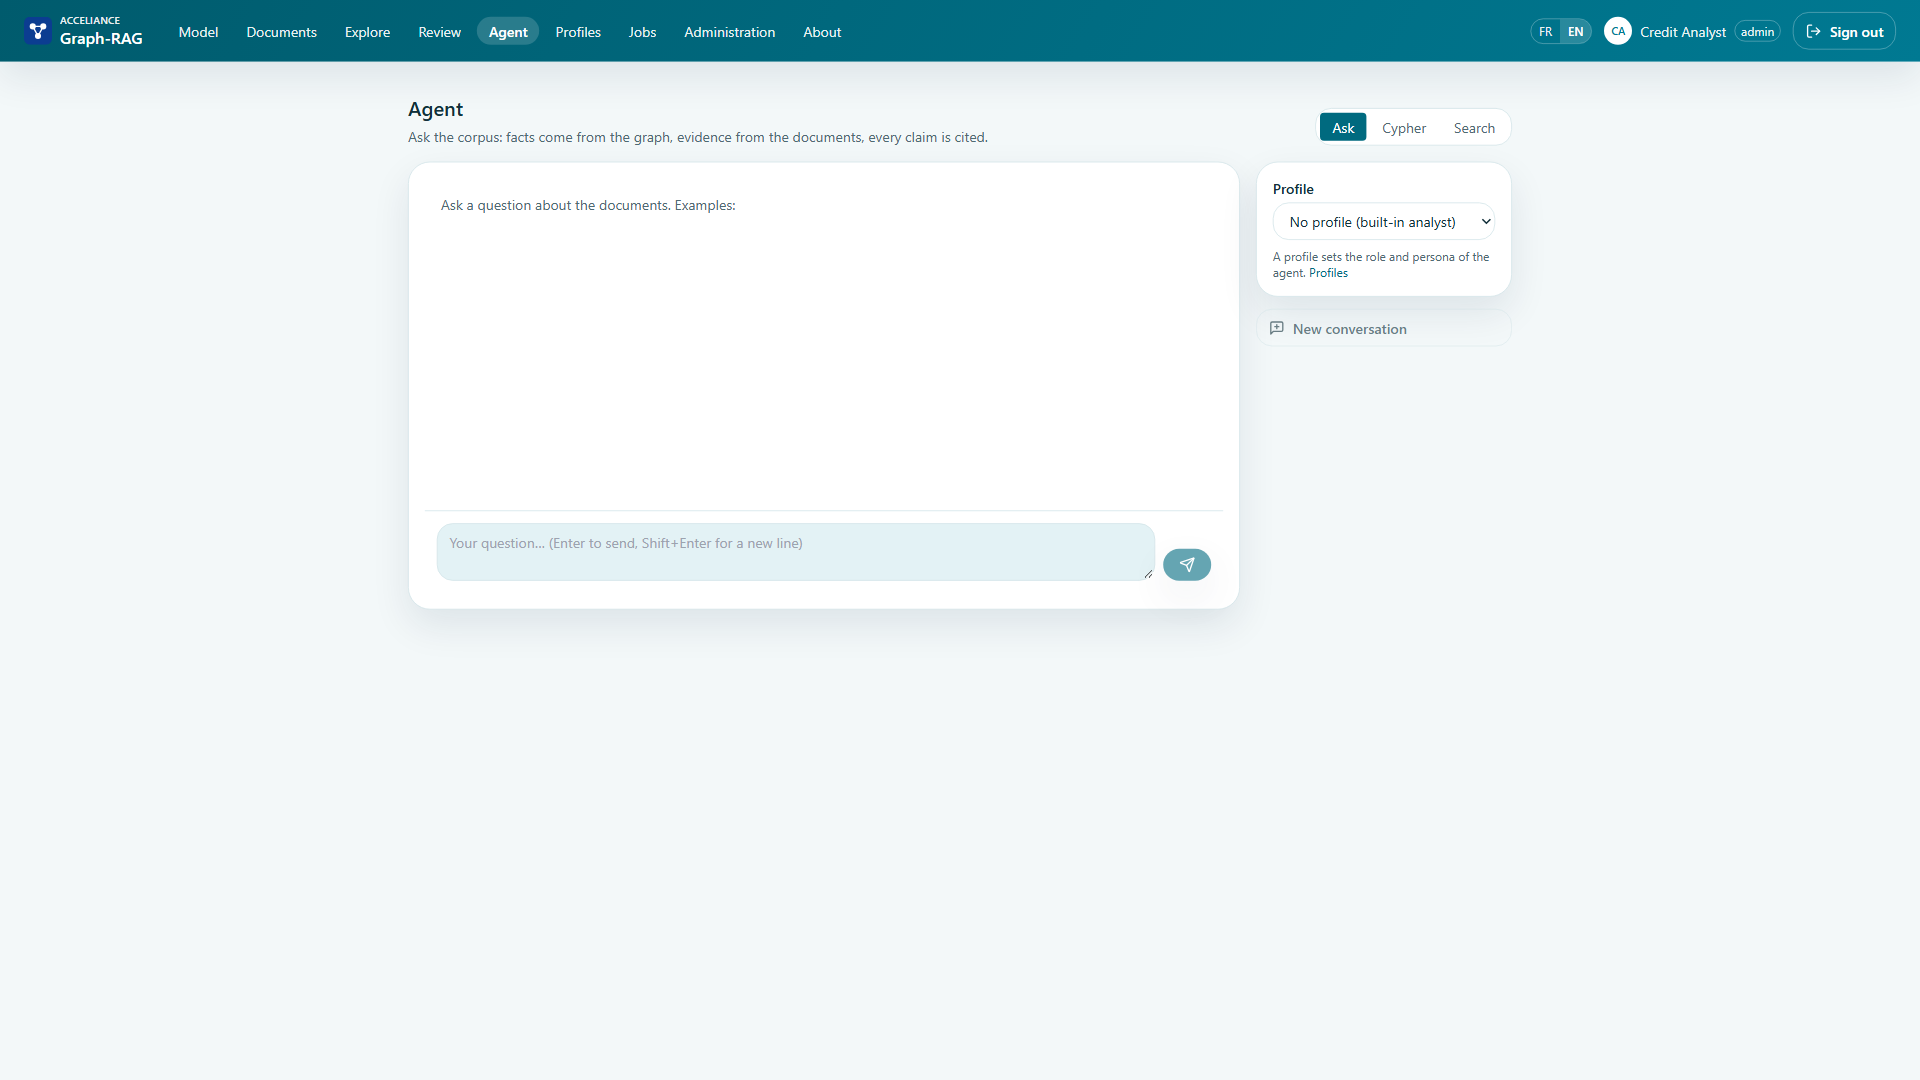 ACCELIANCE
Graph-RAG
Model
Documents
Explore
Review
Agent
Profiles
Jobs
Administration
About
FR
EN
CA
Credit Analyst
admin
Sign out
Agent
Ask the corpus: facts come from the graph, evidence from the documents, every claim is cited.
Ask
Cypher
Search
Ask a question about the documents. Examples:
Profile
No profile (built-in analyst)
A profile sets the role and persona of the
agent. Profiles
New conversation
Your question... (Enter to send, Shift+Enter for a new line)